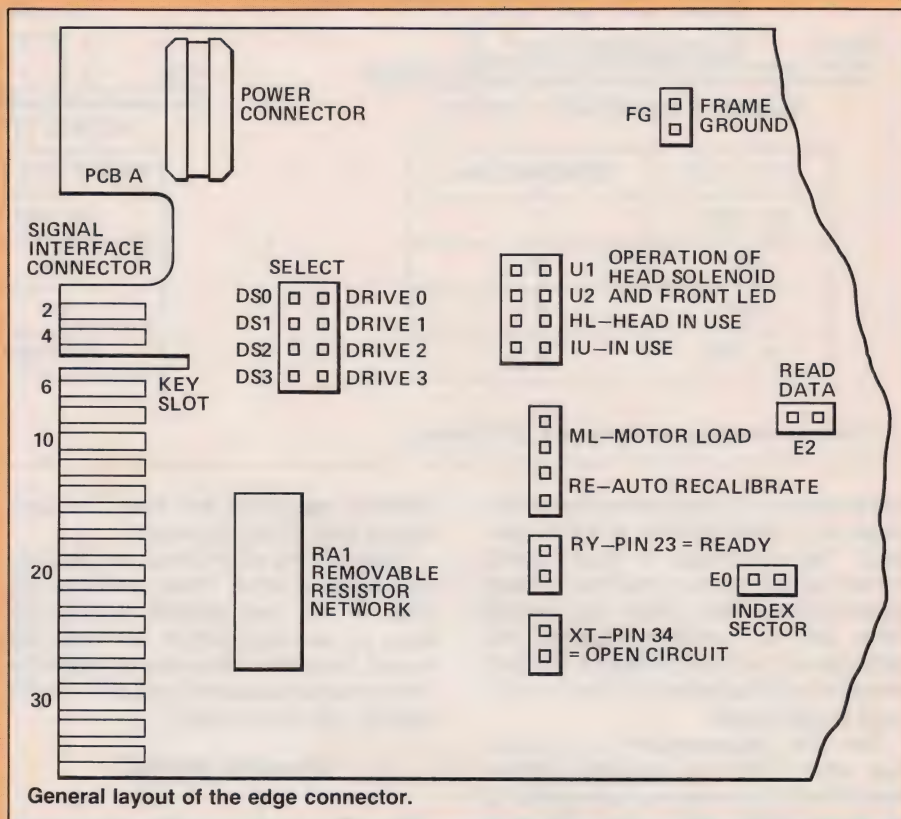 POWER
CONNECTOR
FG
FRAME
GROUND
PCB A
SIGNAL
INTERFACE
CONNECTOR
SELECT
DS0 DRIVE 0
DS1 DRIVE 1
DS2 DRIVE 2
DS3 DRIVE 3
U1 OPERATION OF
HEAD SOLENOID
U2 AND FRONT LED
HL–HEAD IN USE
IU–IN USE
2
4
6
KEY
SLOT
10
20
30
READ
DATA
E2
ML–MOTOR LOAD
RE–AUTO RECALIBRATE
RA1
REMOVABLE
RESISTOR
NETWORK
RY–PIN 23 = READY
E0
INDEX
SECTOR
XT–PIN 34
= OPEN CIRCUIT
General layout of the edge connector.